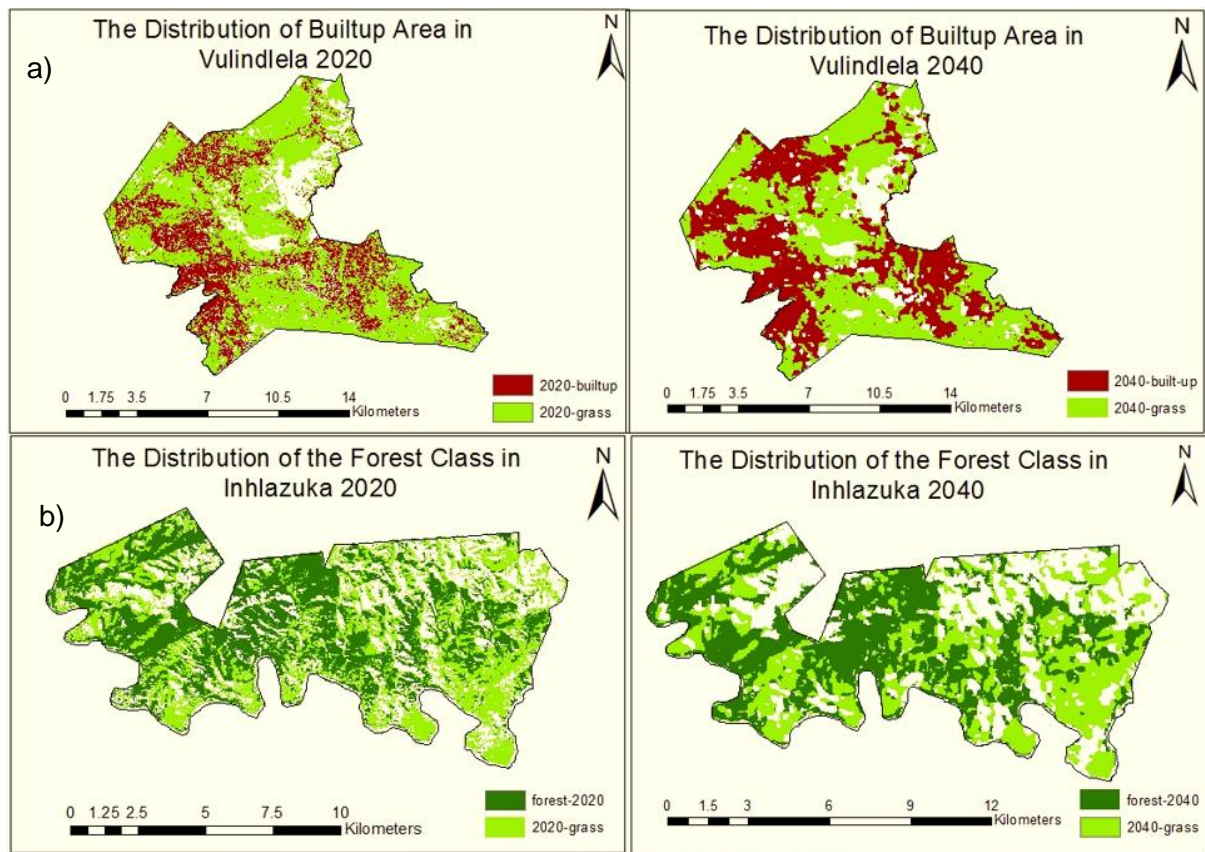 a)
The Distribution of Builtup Area in
Vulindlela 2020
N
0 1.75 3.5 7 10.5 14
Kilometers
2020-builtup
2020-grass
The Distribution of Builtup Area in
Vulindlela 2040
N
0 1.75 3.5 7 10.5 14
Kilometers
2040-built-up
2040-grass
b)
The Distribution of the Forest Class in
Inhlazuka 2020
N
0 1.25 2.5 5 7.5 10
Kilometers
forest-2020
2020-grass
The Distribution of the Forest Class in
Inhlazuka 2040
N
0 1.5 3 6 9 12
Kilometers
forest-2040
2040-grass